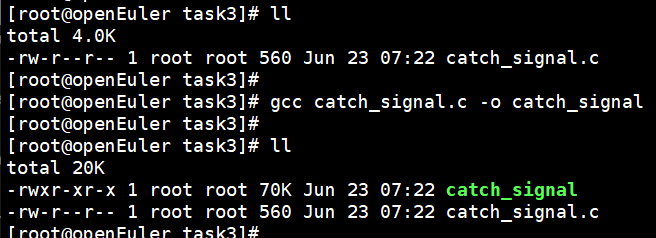 [root@openEuler task3]# ll
total 4.0K
-rw-r--r-- 1 root root 560 Jun 23 07:22 catch_signal.c
[root@openEuler task3]#
[root@openEuler task3]# gcc catch_signal.c -o catch_signal
[root@openEuler task3]#
[root@openEuler task3]# ll
total 20K
-rwxr-xr-x 1 root root 70K Jun 23 07:22 catch_signal
-rw-r--r-- 1 root root 560 Jun 23 07:22 catch_signal.c
[root@openEuler task3]#